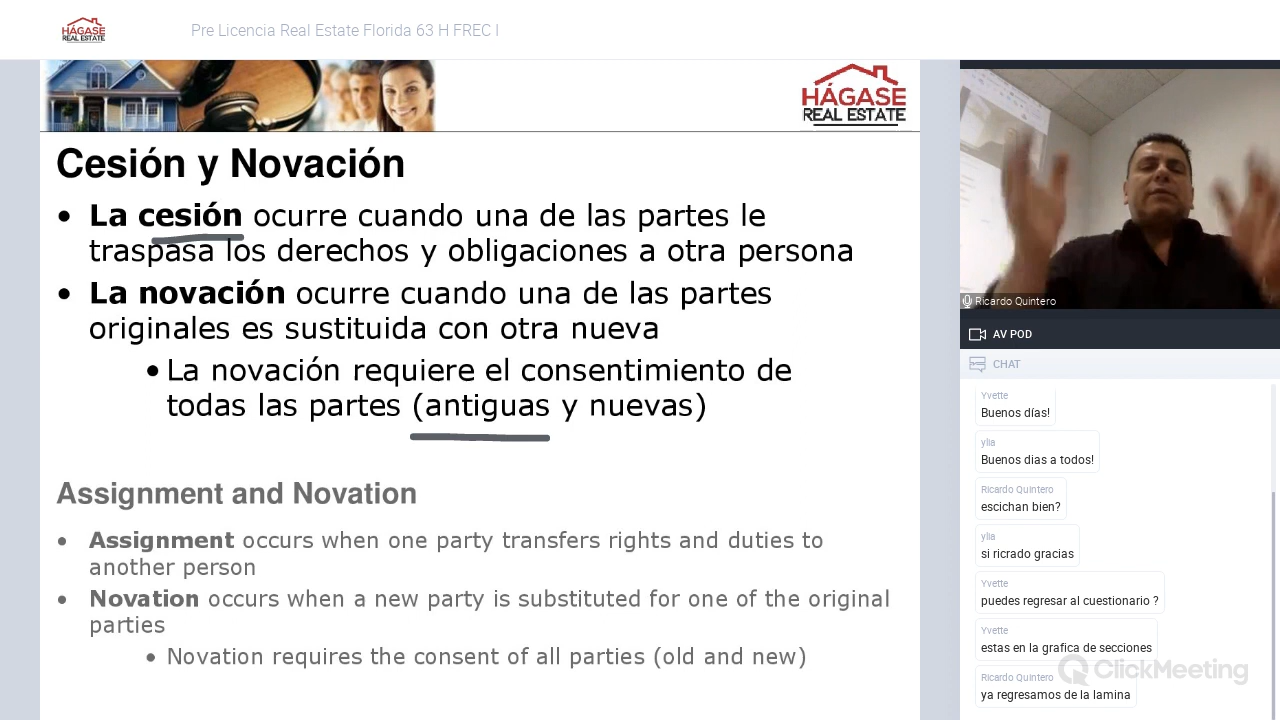 HÁGASE
REAL ESTATE
Pre Licencia Real Estate Florida 63 H FREC I
HÁGASE
REAL ESTATE
Cesión y Novación
• La cesión ocurre cuando una de las partes le
traspasa los derechos y obligaciones a otra persona
• La novación ocurre cuando una de las partes
originales es sustituida con otra nueva
• La novación requiere el consentimiento de
todas las partes (antiguas y nuevas)
Assignment and Novation
• Assignment occurs when one party transfers rights and duties to
another person
• Novation occurs when a new party is substituted for one of the original
parties
• Novation requires the consent of all parties (old and new)
Ricardo Quintero
AV POD
CHAT
Yvette
Buenos días!
ylia
Buenos dias a todos!
Ricardo Quintero
escichan bien?
ylia
si ricrado gracias
Yvette
puedes regresar al cuestionario ?
Yvette
estas en la grafica de secciones
Ricardo Quintero
ya regresamos de la lamina
ClickMeeting